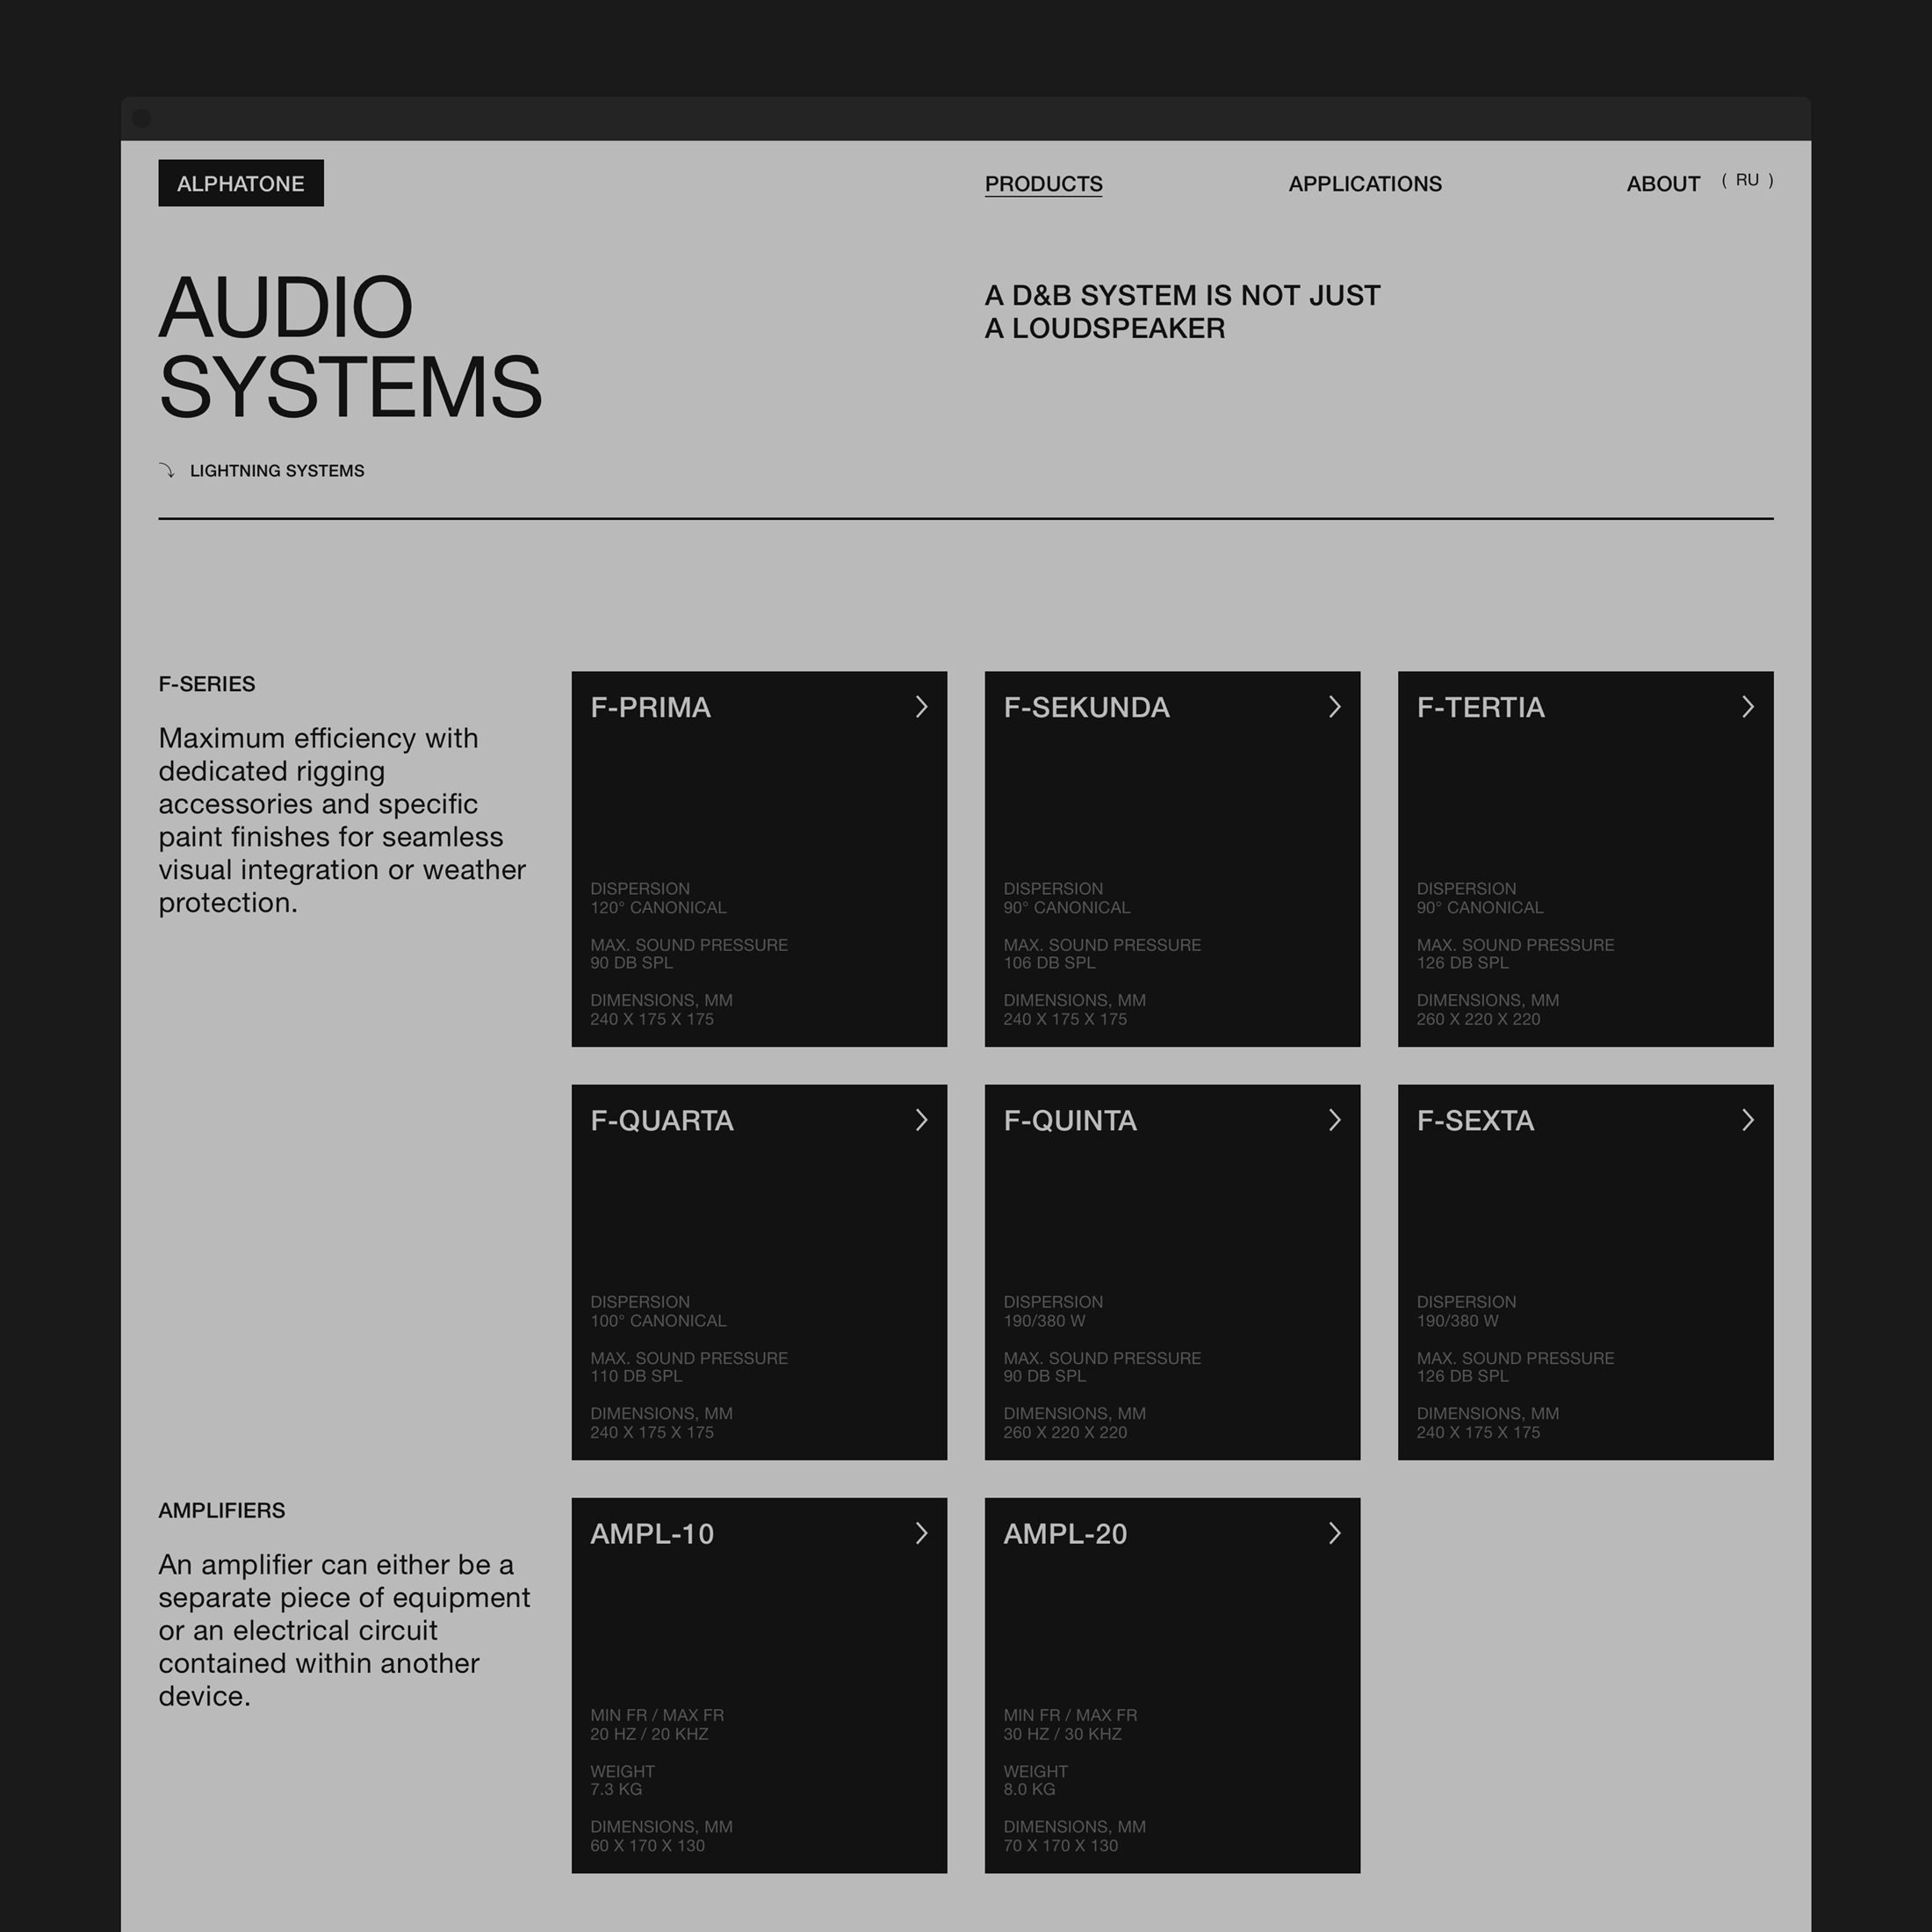 ALPHATONE
PRODUCTS
APPLICATIONS
ABOUT
( RU )
AUDIO
SYSTEMS
A D&B SYSTEM IS NOT JUST
A LOUDSPEAKER
LIGHTNING SYSTEMS
F-SERIES
Maximum efficiency with
dedicated rigging
accessories and specific
paint finishes for seamless
visual integration or weather
protection.
F-PRIMA
DISPERSION
120° CANONICAL
MAX. SOUND PRESSURE
90 DB SPL
DIMENSIONS, MM
240 X 175 X 175
F-SEKUNDA
DISPERSION
90° CANONICAL
MAX. SOUND PRESSURE
106 DB SPL
DIMENSIONS, MM
240 X 175 X 175
F-TERTIA
DISPERSION
90° CANONICAL
MAX. SOUND PRESSURE
126 DB SPL
DIMENSIONS, MM
260 X 220 X 220
F-QUARTA
DISPERSION
100° CANONICAL
MAX. SOUND PRESSURE
110 DB SPL
DIMENSIONS, MM
240 X 175 X 175
F-QUINTA
DISPERSION
190/380 W
MAX. SOUND PRESSURE
90 DB SPL
DIMENSIONS, MM
260 X 220 X 220
F-SEXTA
DISPERSION
190/380 W
MAX. SOUND PRESSURE
126 DB SPL
DIMENSIONS, MM
240 X 175 X 175
AMPLIFIERS
An amplifier can either be a
separate piece of equipment
or an electrical circuit
contained within another
device.
AMPL-10
MIN FR / MAX FR
20 HZ / 20 KHZ
WEIGHT
7.3 KG
DIMENSIONS, MM
60 X 170 X 130
AMPL-20
MIN FR / MAX FR
30 HZ / 30 KHZ
WEIGHT
8.0 KG
DIMENSIONS, MM
70 X 170 X 130